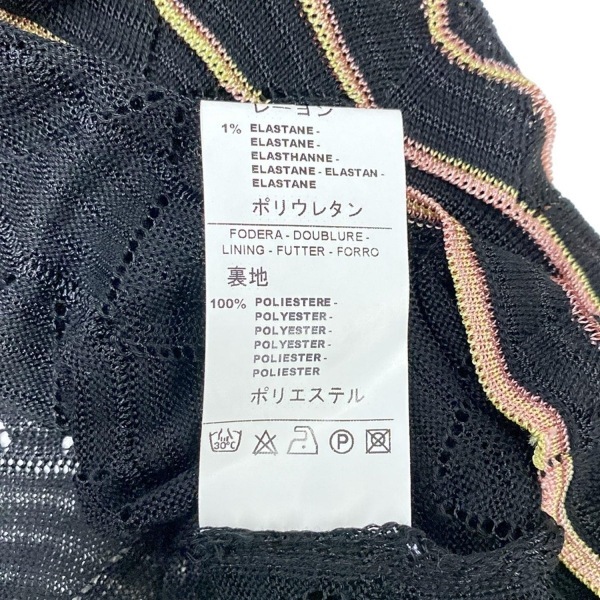 レーヨン
1% ELASTANE -
ELASTANE -
ELASTHANNE -
ELASTANE - ELASTAN -
ELASTANE
ポリウレタン
FODERA - DOUBLURE -
LINING - FUTTER - FORRO
裏地
100% POLIESTERE -
POLYESTER -
POLYESTER -
POLYESTER -
POLIESTER -
POLIESTER
ポリエステル
30°C P